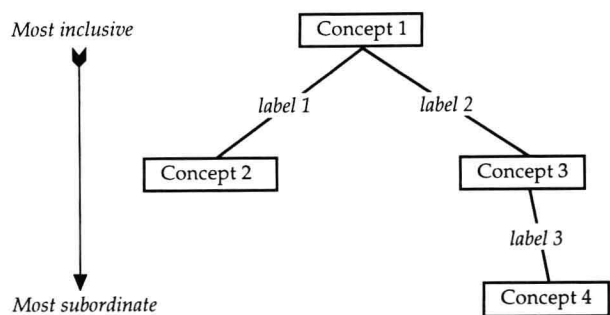 Most inclusive
Concept 1
label 1
label 2
Concept 2
Concept 3
label 3
Concept 4
Most subordinate